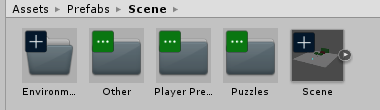 Assets ▸ Prefabs ▸ Scene ▸
Environm... Other Player Pre... Puzzles Scene